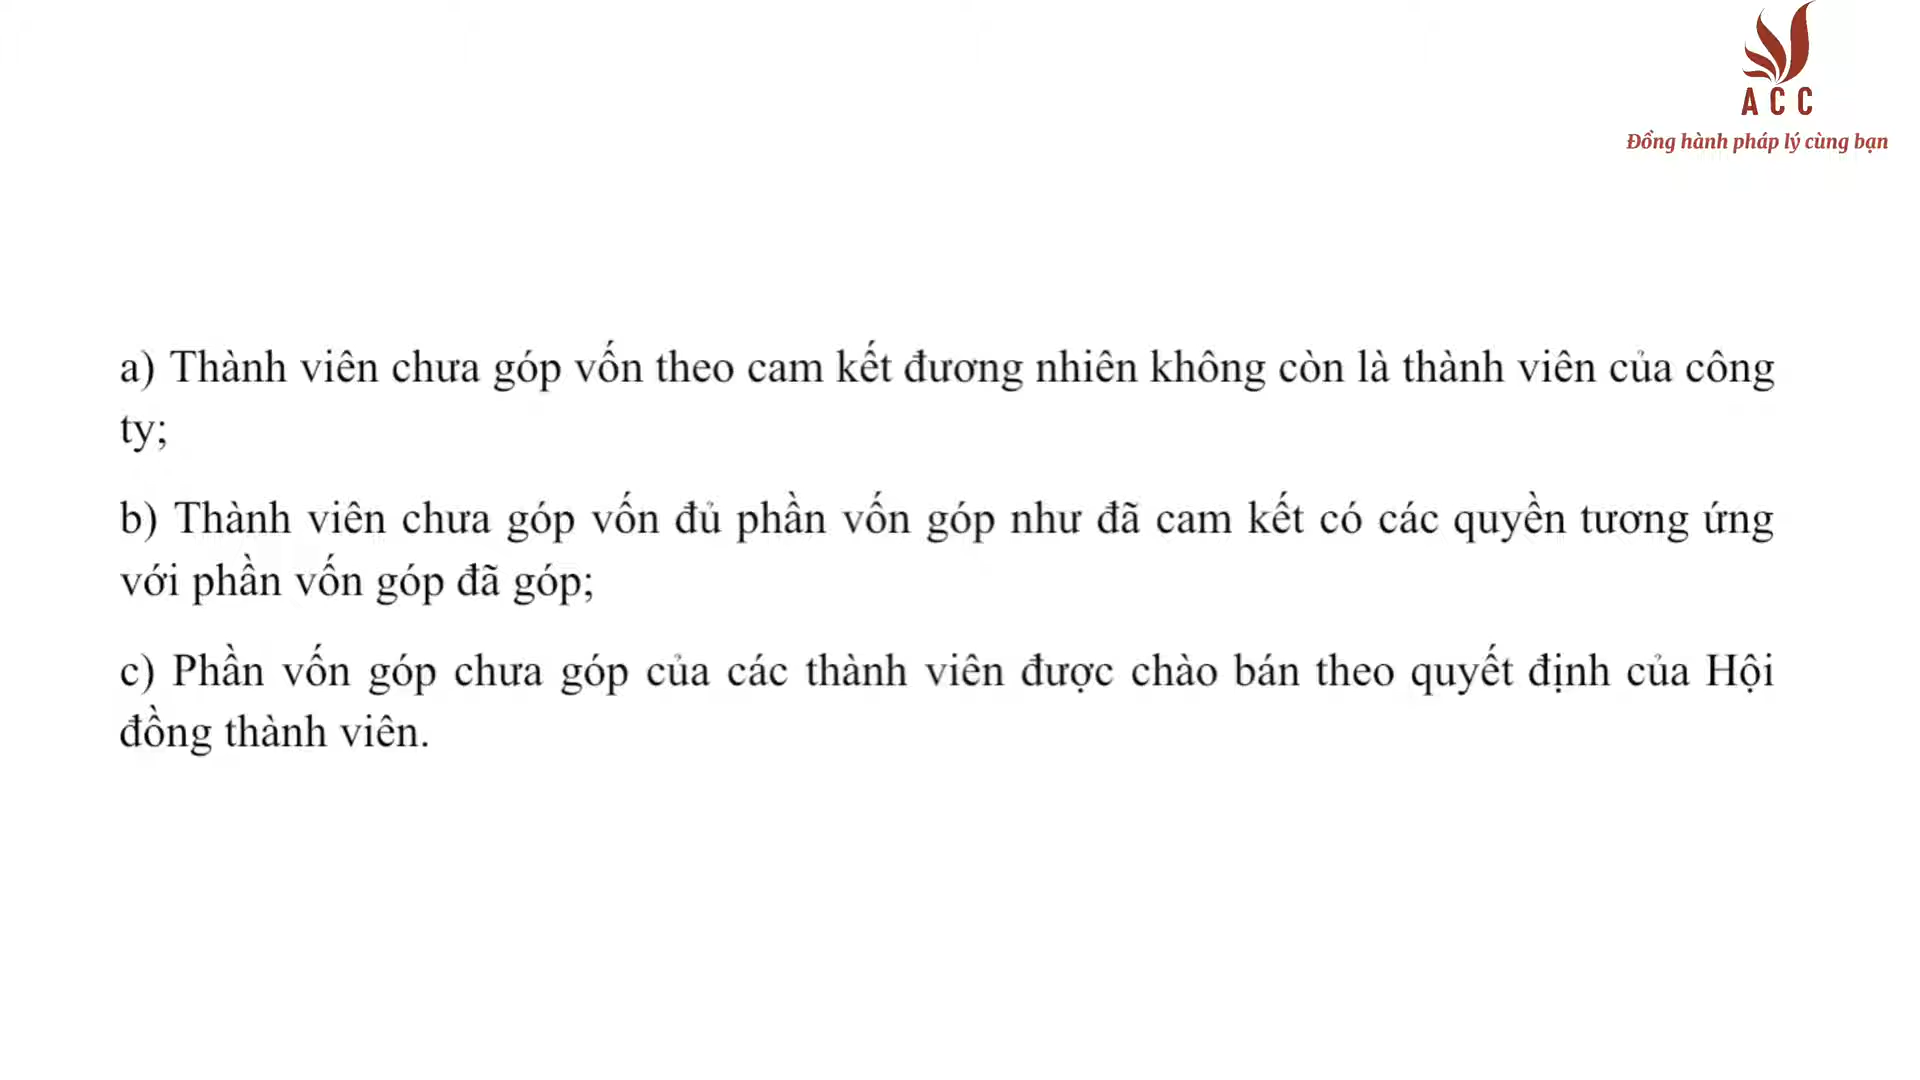 ACC
Đồng hành pháp lý cùng bạn
a) Thành viên chưa góp vốn theo cam kết đương nhiên không còn là thành viên của công
ty;
b) Thành viên chưa góp vốn đủ phần vốn góp như đã cam kết có các quyền tương ứng
với phần vốn góp đã góp;
c) Phần vốn góp chưa góp của các thành viên được chào bán theo quyết định của Hội
đồng thành viên.